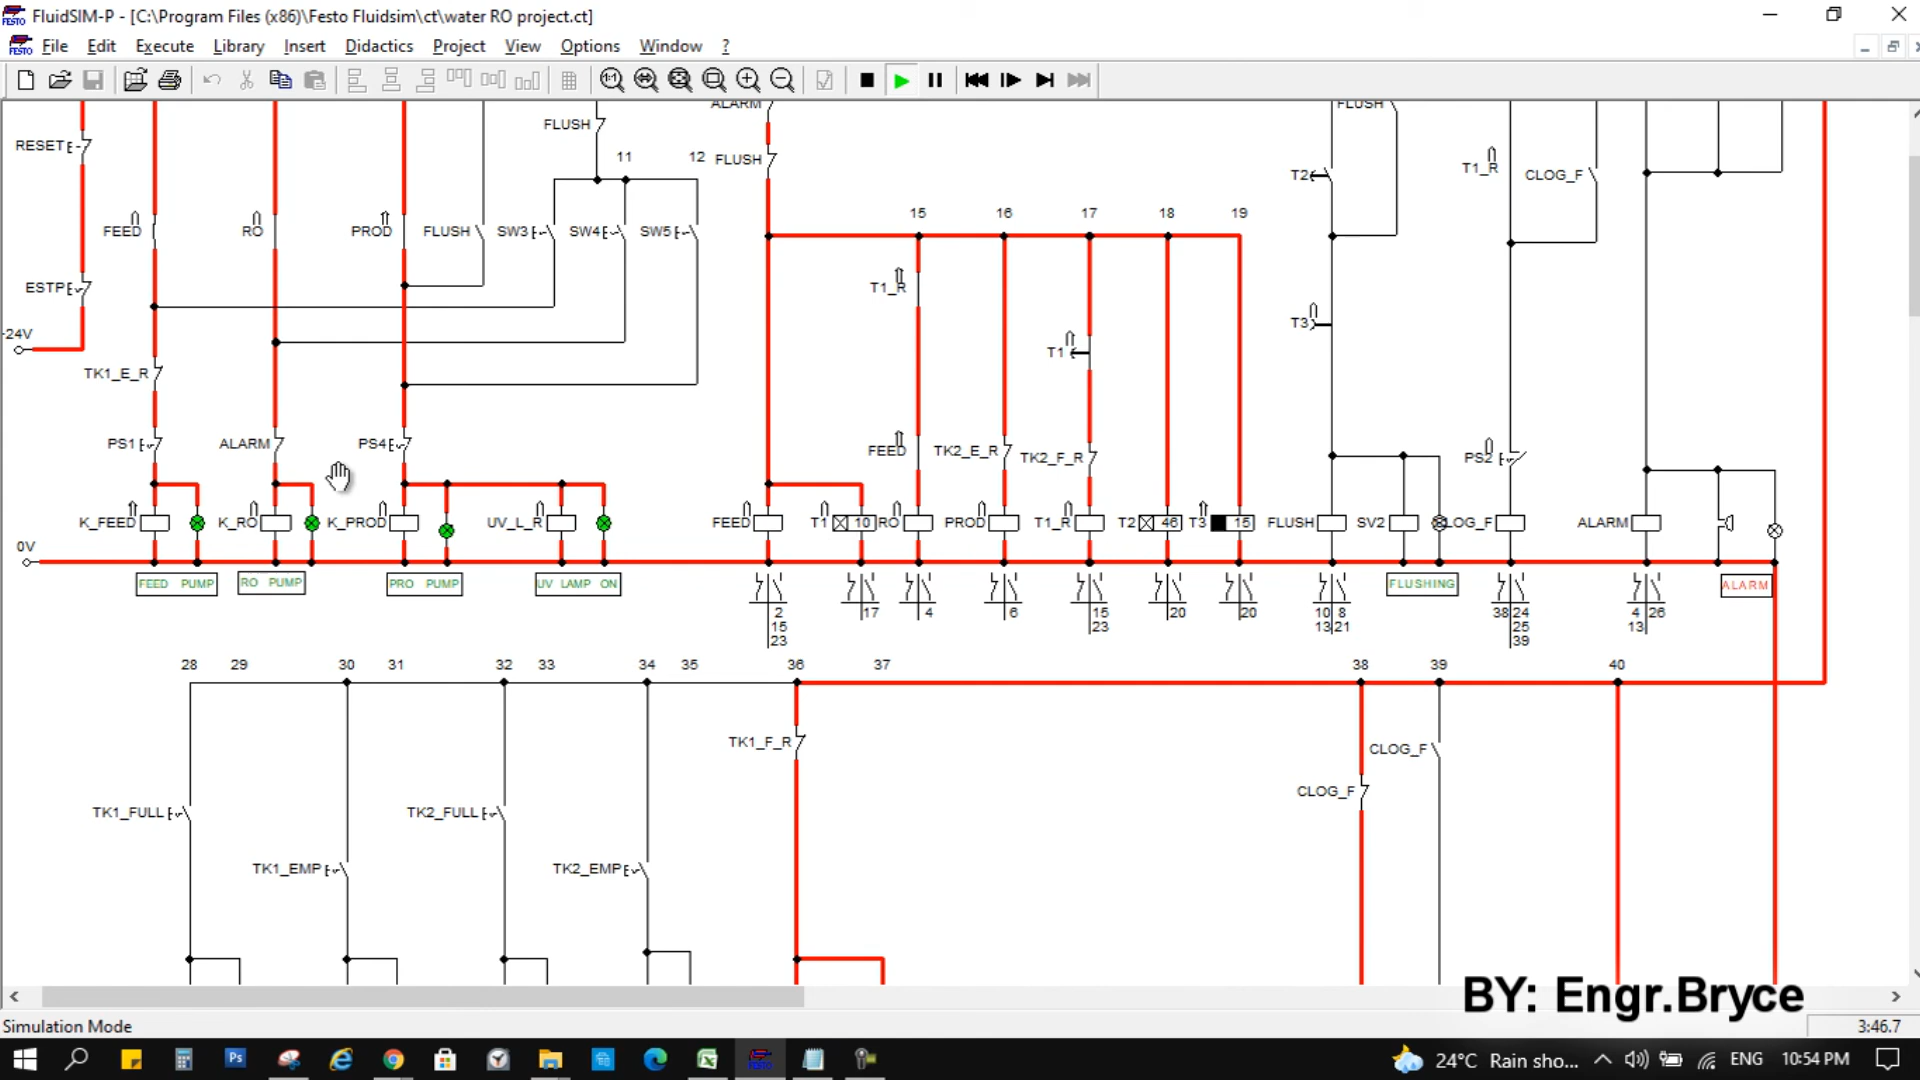 FluidSIM-P - [C:\Program Files (x86)\Festo Fluidsim\ct\water RO project.ct]
File Edit Execute Library Insert Didactics Project View Options Window ?
ALARM FLUSH
FLUSH
RESET 11 12 FLUSH T1_R CLOG_F
T2
15 16 17 18 19
FEED RO PROD FLUSH SW3 SW4 SW5
ESTP T1_R
-24V T3
T1
TK1_E_R
PS1 ALARM PS4 FEED TK2_E_R TK2_F_R PS2
K_FEED K_RO K_PROD UV_L_R FEED T1 10 RO PROD T1_R T2 46 T3 15 FLUSH SV2 CLOG_F ALARM
0V
FEED PUMP RO PUMP PRO PUMP UV LAMP ON FLUSHING ALARM
2 17 4 6 15 20 20 10 8 38 24 4 26
15 23 13 21 25 13
23 39
28 29 30 31 32 33 34 35 36 37 38 39 40
TK1_F_R CLOG_F
CLOG_F
TK1_FULL TK2_FULL
TK1_EMP TK2_EMP
BY: Engr.Bryce
Simulation Mode 3:46.7
24°C Rain sho... ENG 10:54 PM